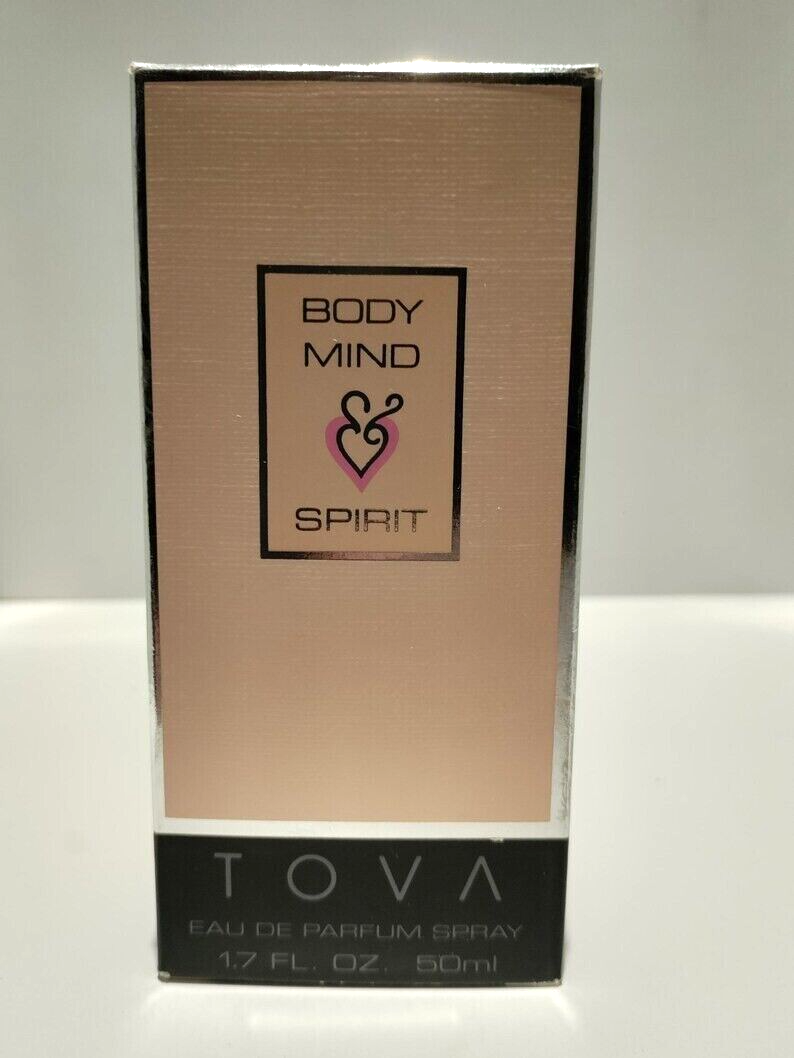 BODY
MIND
&
SPIRIT
TOVA
EAU DE PARFUM SPRAY
1.7 FL. OZ. 50ml